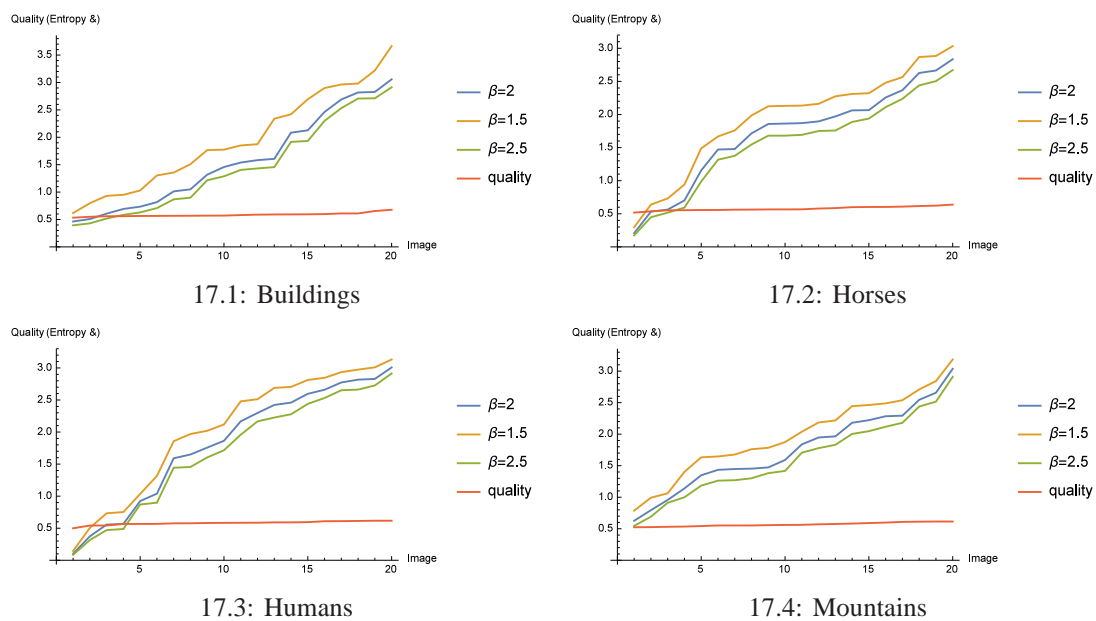 Quality (Entropy &)
3.5
3.0
2.5
2.0
1.5
1.0
0.5
5
10
15
20
Image
β=2
β=1.5
β=2.5
quality
17.1: Buildings
Quality (Entropy &)
3.0
2.5
2.0
1.5
1.0
0.5
5
10
15
20
Image
β=2
β=1.5
β=2.5
quality
17.2: Horses
Quality (Entropy &)
3.0
2.5
2.0
1.5
1.0
0.5
5
10
15
20
Image
β=2
β=1.5
β=2.5
quality
17.3: Humans
Quality (Entropy &)
3.0
2.5
2.0
1.5
1.0
0.5
5
10
15
20
Image
β=2
β=1.5
β=2.5
quality
17.4: Mountains